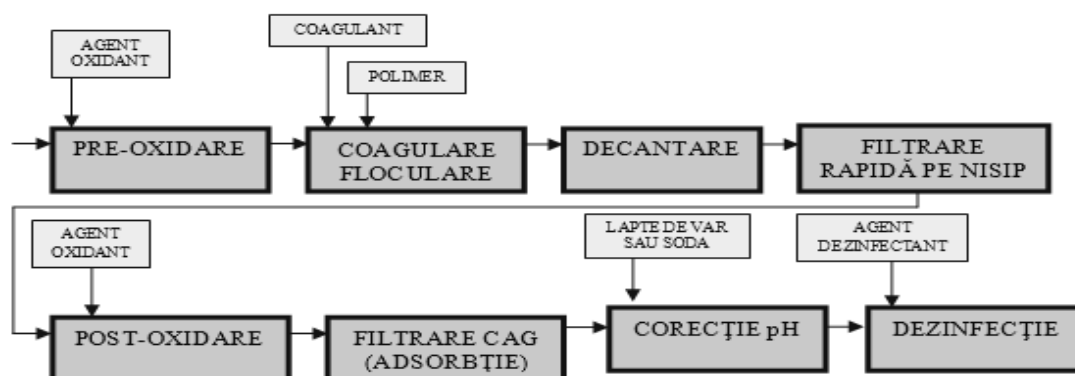 AGENT
OXIDANT
COAGULANT
POLIMER
PRE-OXIDARE
COAGULARE
FLOCULARE
DECANTARE
FILTRARE
RAPIDĂ PE NISIP
AGENT
OXIDANT
LAPTE DE VAR
SAU SODA
AGENT
DEZINFECTANT
POST-OXIDARE
FILTRARE CAG
(ADSORBŢIE)
CORECŢIE pH
DEZINFECŢIE